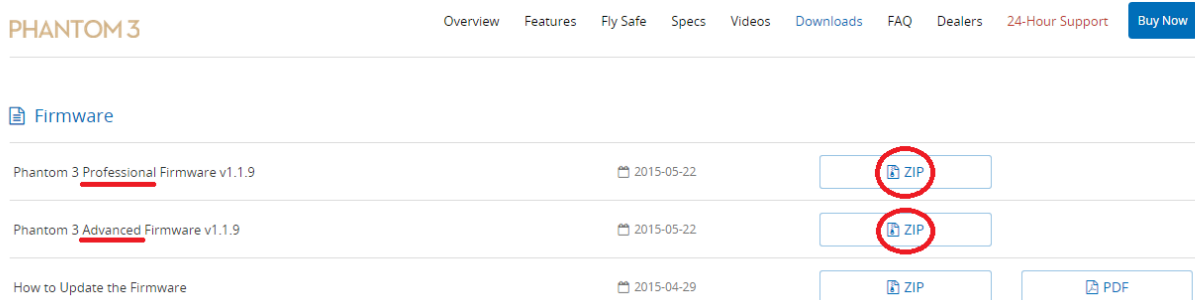 PHANTOM 3 Overview Features Fly Safe Specs Videos Downloads FAQ Dealers 24-Hour Support Buy Now
Firmware
Phantom 3 Professional Firmware v1.1.9 2015-05-22 ZIP
Phantom 3 Advanced Firmware v1.1.9 2015-05-22 ZIP
How to Update the Firmware 2015-04-29 ZIP PDF